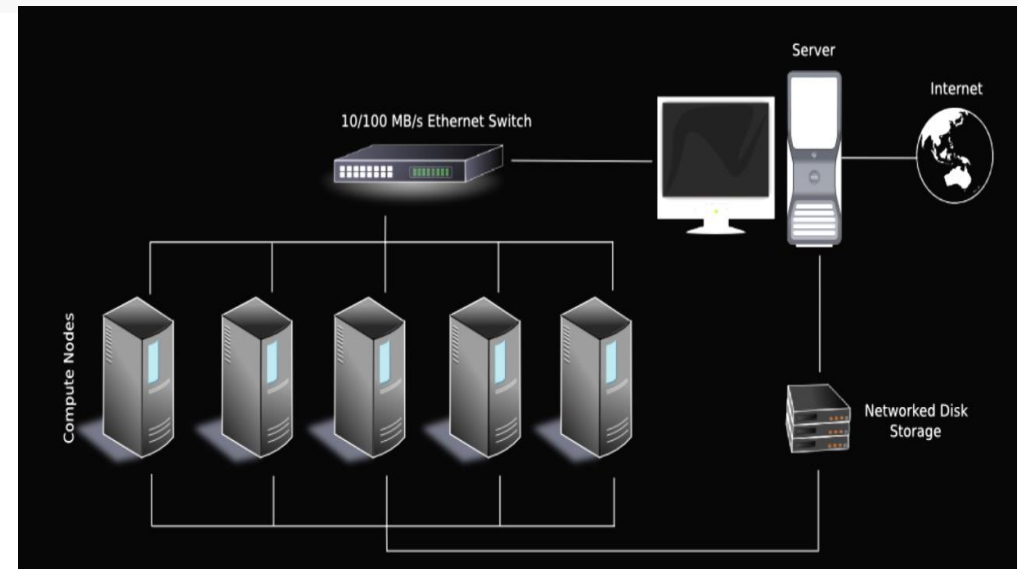 Server
Internet
10/100 MB/s Ethernet Switch
Compute Nodes
Networked Disk
Storage